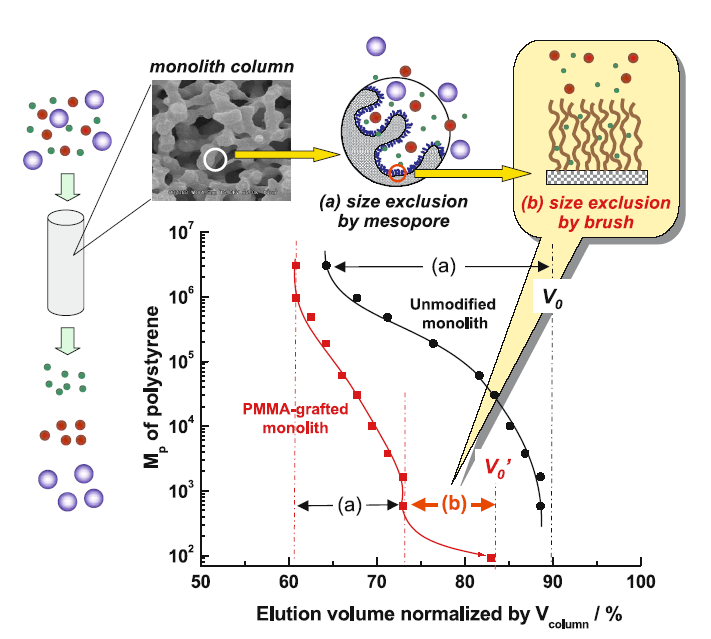 monolith column
(a) size exclusion
by mesopore
(b) size exclusion
by brush
(a)
V0
Unmodified
monolith
PMMA-grafted
monolith
V0’
(a)
(b)
Mp of polystyrene
10^7
10^6
10^5
10^4
10^3
10^2
50 60 70 80 90 100
Elution volume normalized by Vcolumn / %